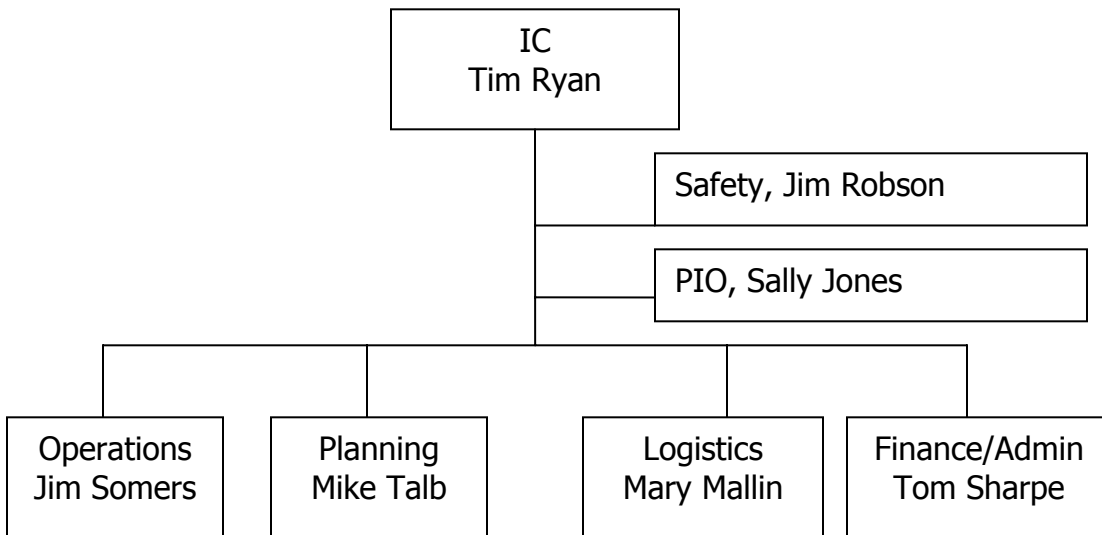 IC
Tim Ryan
Safety, Jim Robson
PIO, Sally Jones
Operations
Jim Somers
Planning
Mike Talb
Logistics
Mary Mallin
Finance/Admin
Tom Sharpe